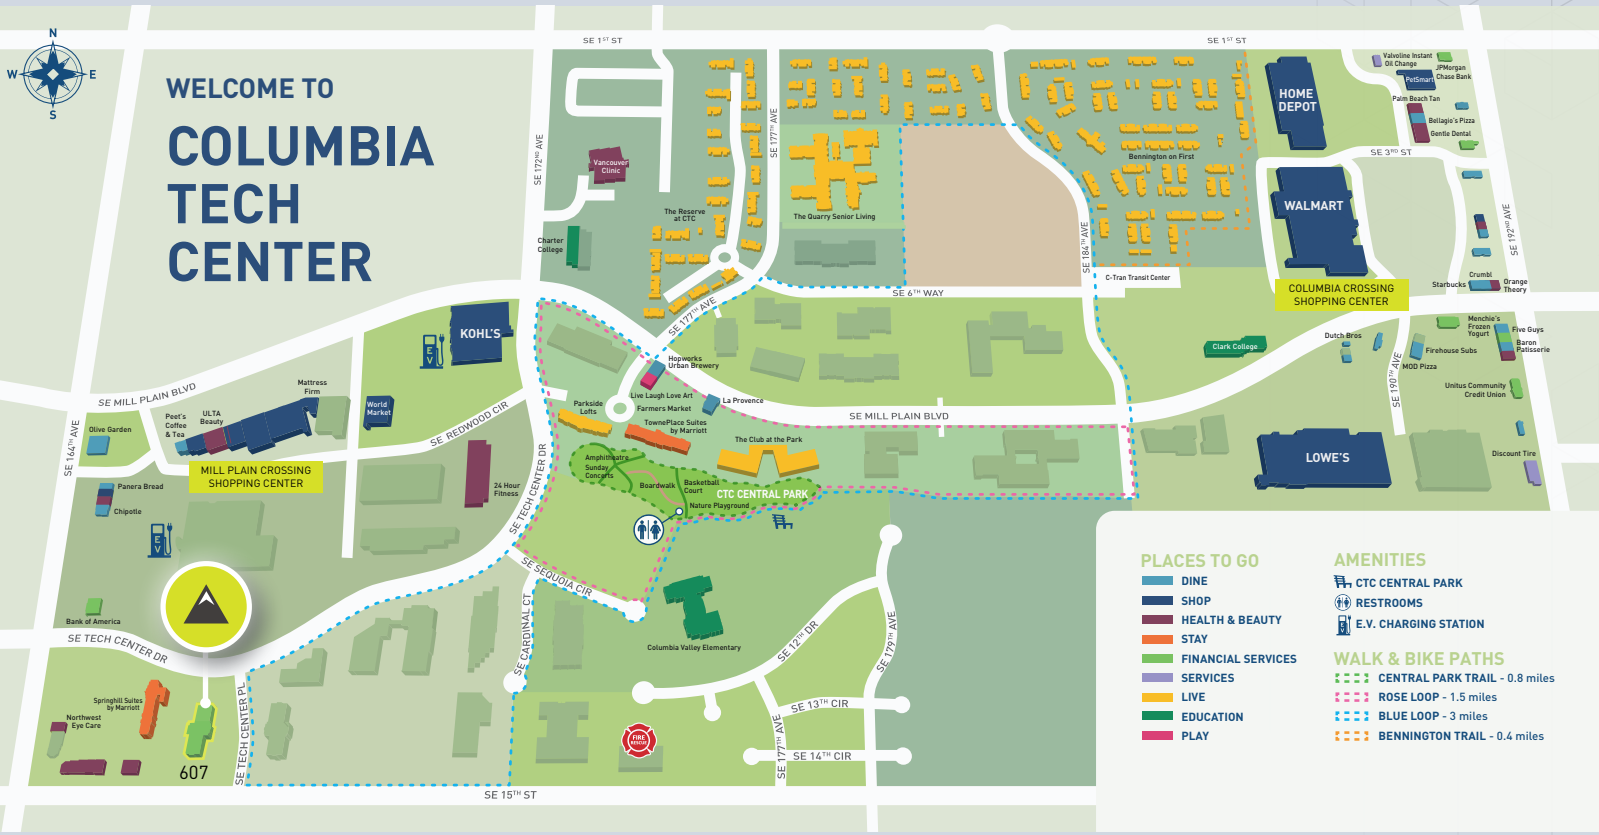 N
W
E
S
WELCOME TO
COLUMBIA
TECH
CENTER
SE 1ST ST
SE 1ST ST
SE 172ND AVE
SE 177TH AVE
Vancouver
Clinic
The Reserve
at CTC
Charter
College
The Quarry Senior Living
Bennington on First
SE 184TH AVE
C-Tran Transit Center
SE 6TH WAY
SE 177TH AVE
HOME
DEPOT
WALMART
Valvoline Instant
Oil Change
JPMorgan
Chase Bank
PetSmart
Palm Beach Tan
Bellagio's Pizza
Gentle Dental
SE 3RD ST
SE 192ND AVE
Crumbl
Starbucks
Orange
Theory
COLUMBIA CROSSING
SHOPPING CENTER
Menchie's
Frozen
Yogurt
Five Guys
Baron
Patisserie
Dutch Bros
Firehouse Subs
MOD Pizza
Clark College
SE 190TH AVE
Unitus Community
Credit Union
Discount Tire
LOWE'S
KOHL'S
EV
SE MILL PLAIN BLVD
Mattress
Firm
World
Market
Peet's
Coffee
& Tea
ULTA
Beauty
Olive Garden
SE 164TH AVE
MILL PLAIN CROSSING
SHOPPING CENTER
SE REDWOOD CIR
24 Hour
Fitness
SE TECH CENTER DR
Panera Bread
Chipotle
EV
Hopworks
Urban Brewery
Live Laugh Love Art
Farmers Market
La Provence
Parkside
Lofts
TownePlace Suites
by Marriott
SE MILL PLAIN BLVD
The Club at the Park
Amphitheatre
Sunday
Concerts
Boardwalk
Basketball
Court
CTC CENTRAL PARK
Nature Playground
SE SEQUOIA CIR
SE CARDINAL CT
Columbia Valley Elementary
SE 12TH DR
SE 179TH AVE
SE 13TH CIR
SE 177TH AVE
SE 14TH CIR
FIRE
RESCUE
Bank of America
SE TECH CENTER DR
Springhill Suites
by Marriott
Northwest
Eye Care
607
SE TECH CENTER PL
SE 15TH ST
PLACES TO GO
DINE
SHOP
HEALTH & BEAUTY
STAY
FINANCIAL SERVICES
SERVICES
LIVE
EDUCATION
PLAY
AMENITIES
CTC CENTRAL PARK
RESTROOMS
EV
E.V. CHARGING STATION
WALK & BIKE PATHS
CENTRAL PARK TRAIL - 0.8 miles
ROSE LOOP - 1.5 miles
BLUE LOOP - 3 miles
BENNINGTON TRAIL - 0.4 miles